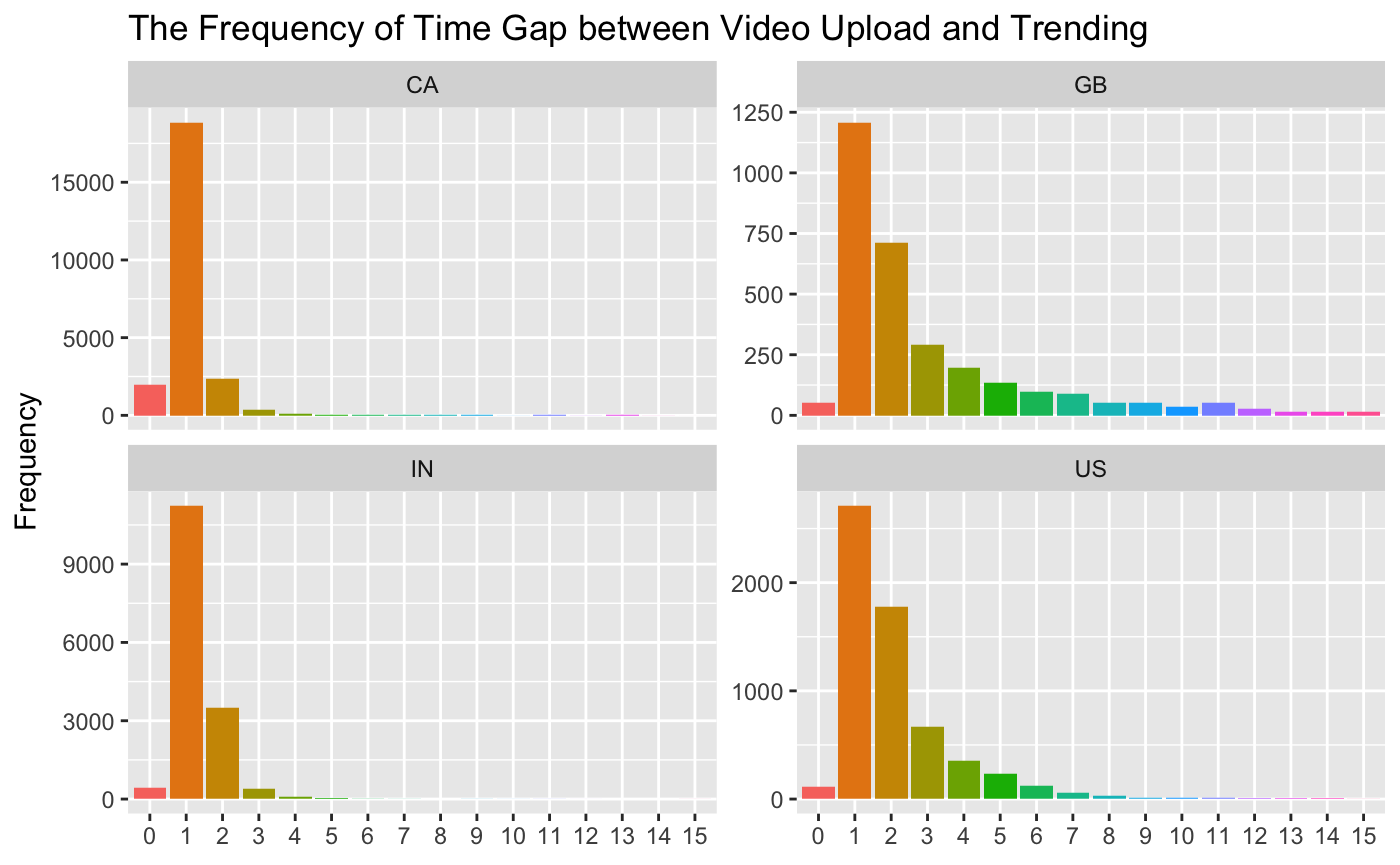 The Frequency of Time Gap between Video Upload and Trending
CA
GB
15000
10000
5000
0
1250
1000
750
500
250
0
Frequency
IN
US
9000
6000
3000
0
2000
1000
0
0 1 2 3 4 5 6 7 8 9 10 11 12 13 14 15
0 1 2 3 4 5 6 7 8 9 10 11 12 13 14 15